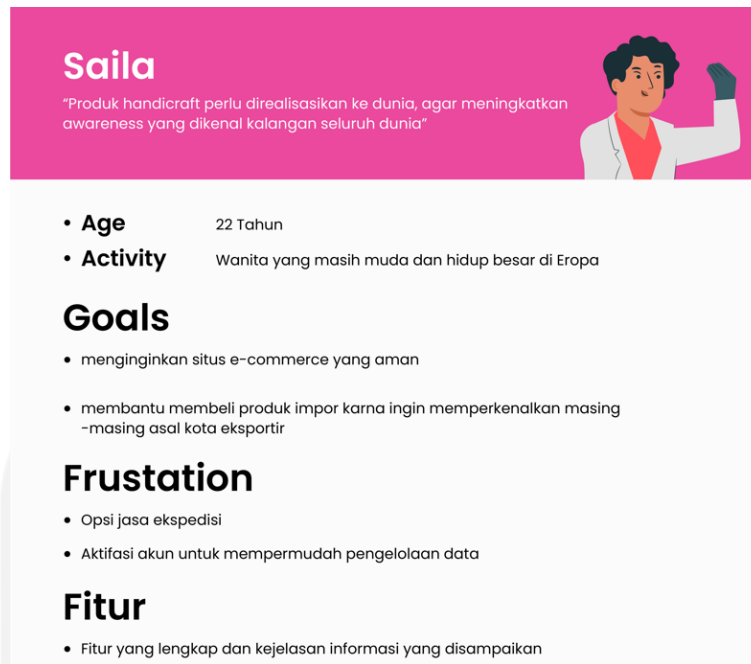 Saila
“Produk handicraft perlu direalisasikan ke dunia, agar meningkatkan
awareness yang dikenal kalangan seluruh dunia”
• Age 22 Tahun
• Activity Wanita yang masih muda dan hidup besar di Eropa
Goals
• menginginkan situs e-commerce yang aman
• membantu membeli produk impor karna ingin memperkenalkan masing
-masing asal kota eksportir
Frustation
• Opsi jasa ekspedisi
• Aktifasi akun untuk mempermudah pengelolaan data
Fitur
• Fitur yang lengkap dan kejelasan informasi yang disampaikan